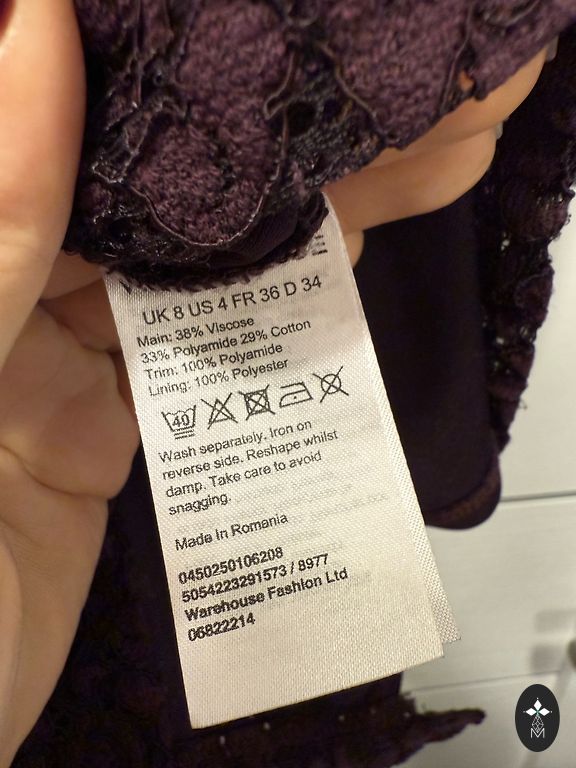 UK 8 US 4 FR 36 D 34
Main: 38% Viscose
33% Polyamide 29% Cotton
Trim: 100% Polyamide
Lining: 100% Polyester
40
Wash separately. Iron on
reverse side. Reshape whilst
damp. Take care to avoid
snagging.
Made In Romania
0450250106208
5054223291573 / 8977
Warehouse Fashion Ltd
06822214
M